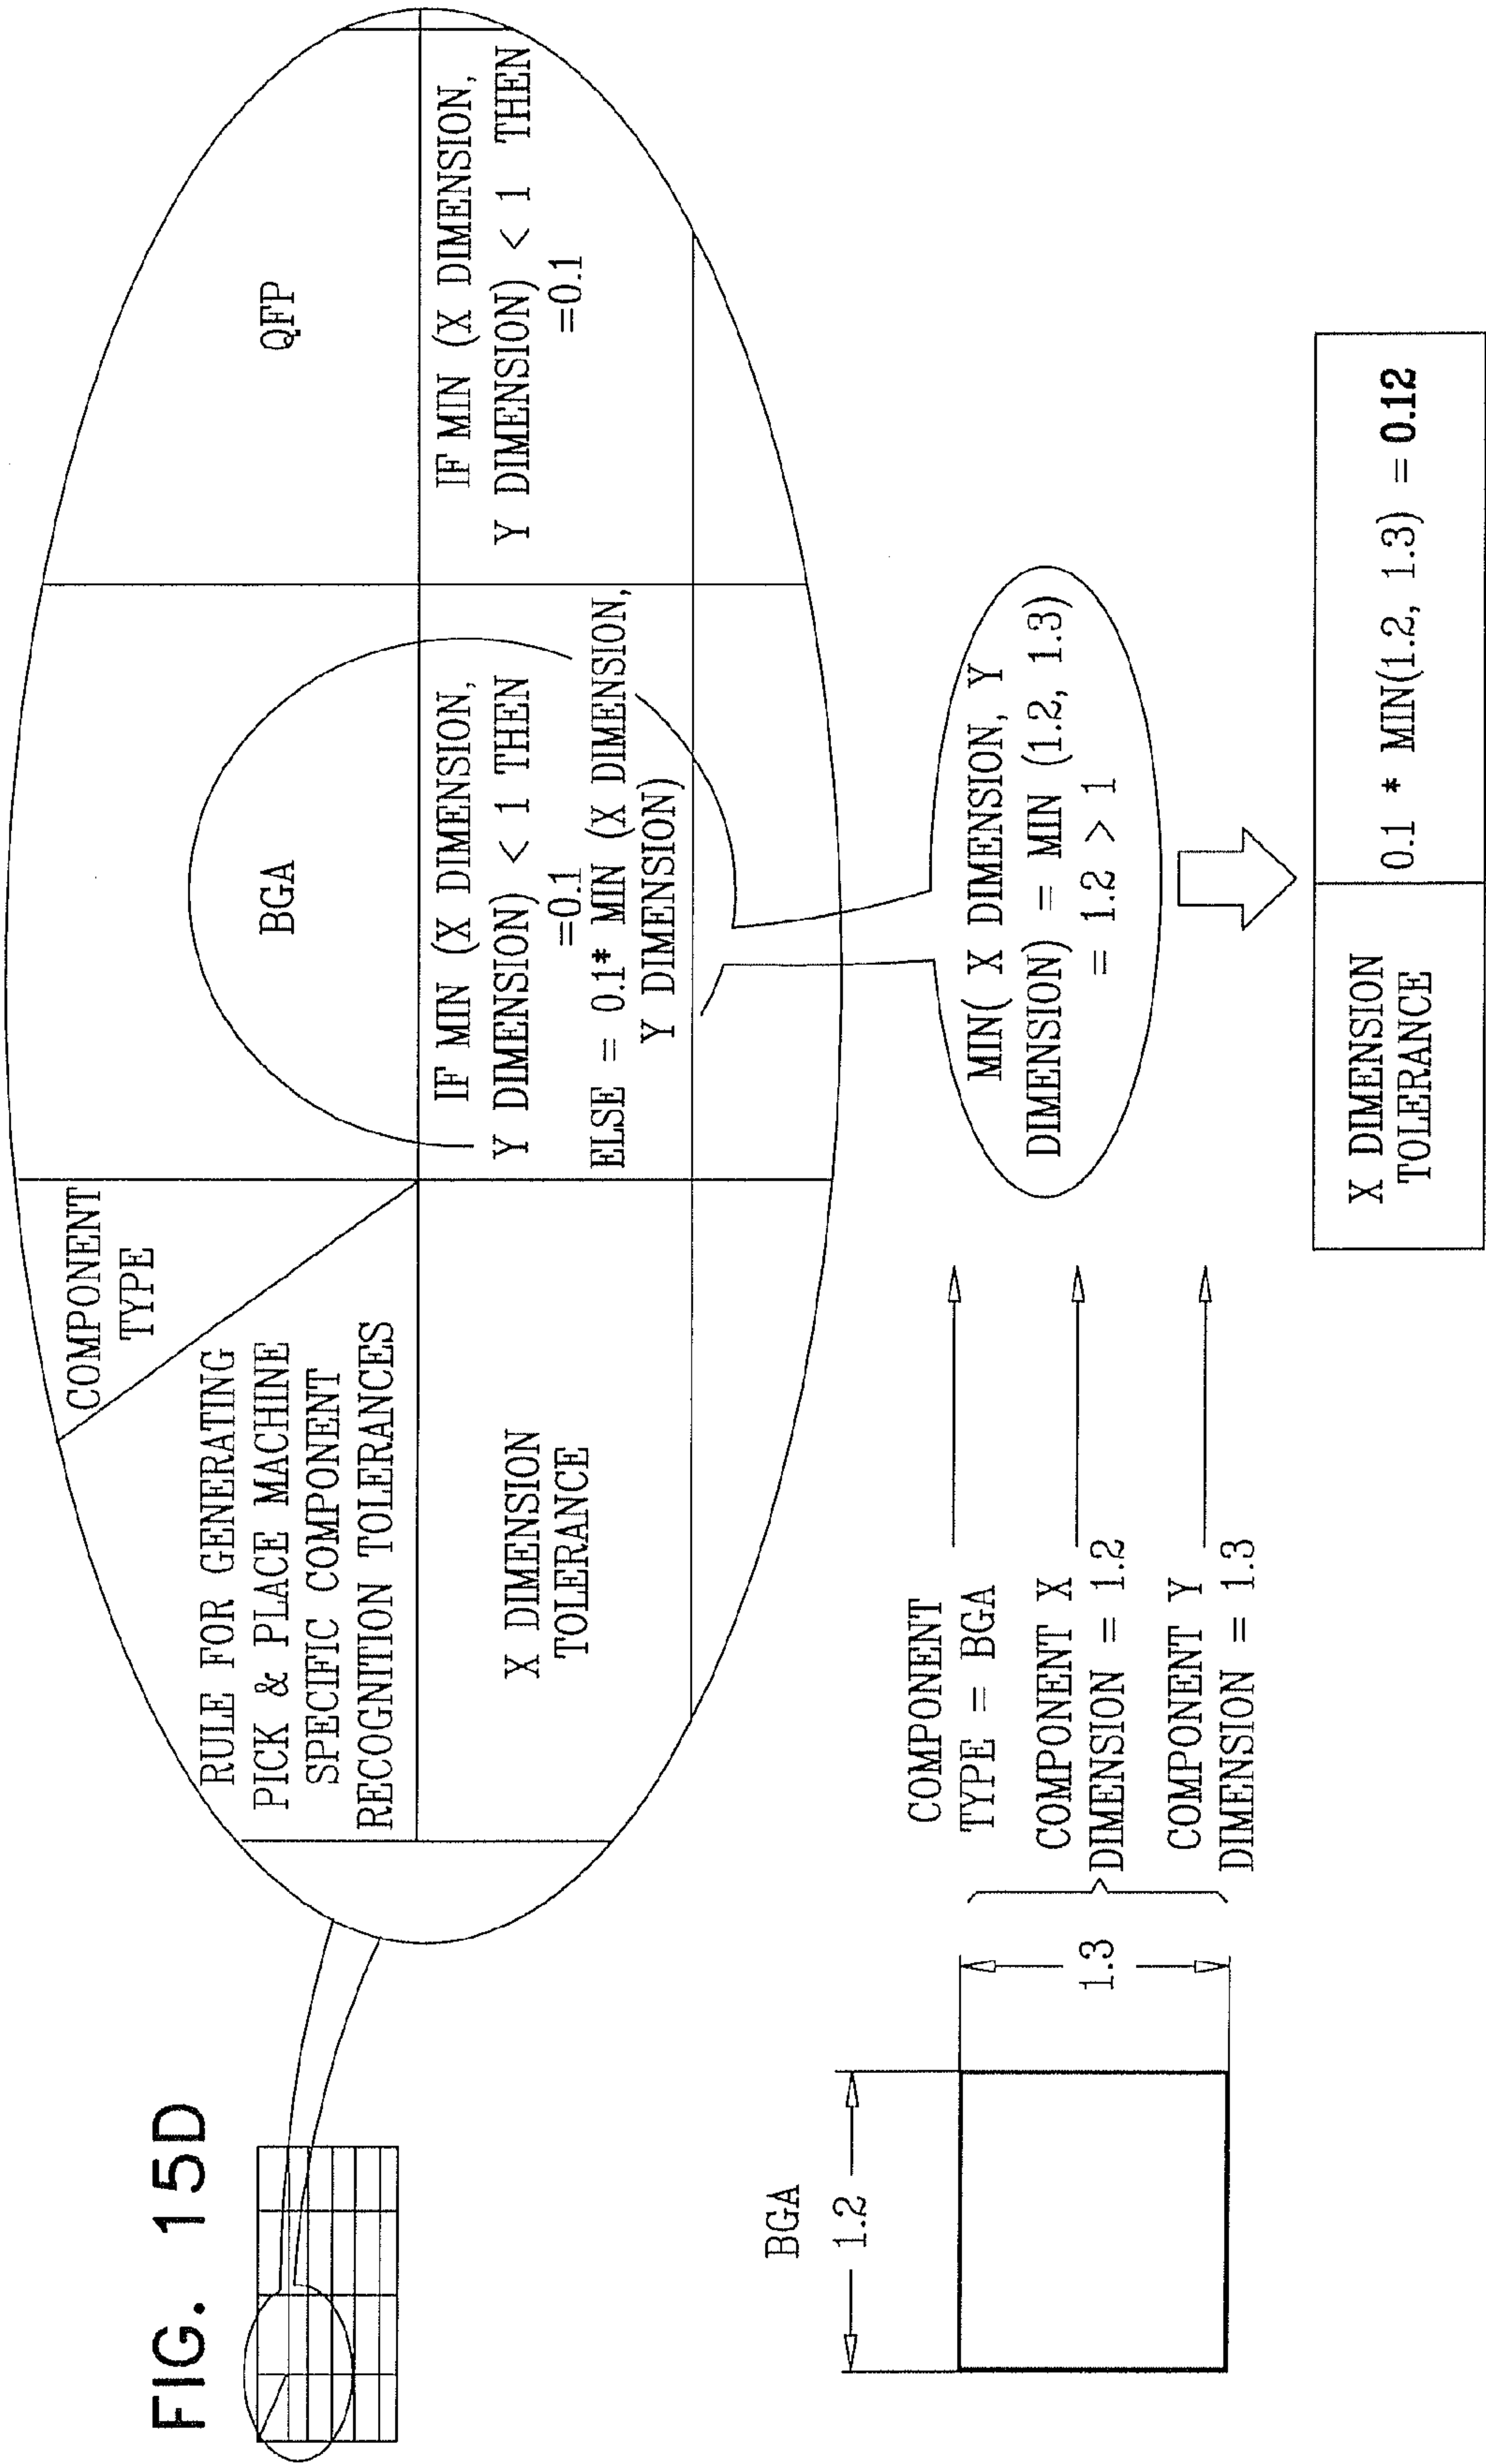 FIG. 15D
COMPONENT
TYPE
RULE FOR GENERATING
PICK & PLACE MACHINE
SPECIFIC COMPONENT
RECOGNITION TOLERANCES
BGA
QFP
X DIMENSION
TOLERANCE
IF MIN (X DIMENSION,
Y DIMENSION) < 1 THEN
=0.1
ELSE = 0.1* MIN (X DIMENSION,
Y DIMENSION)
IF MIN (X DIMENSION,
Y DIMENSION) < 1 THEN
=0.1
BGA
1.2
1.3
COMPONENT
TYPE = BGA
COMPONENT X
DIMENSION = 1.2
COMPONENT Y
DIMENSION = 1.3
MIN( X DIMENSION, Y
DIMENSION) = MIN (1.2, 1.3)
= 1.2 > 1
X DIMENSION
TOLERANCE
0.1 * MIN(1.2, 1.3) = 0.12